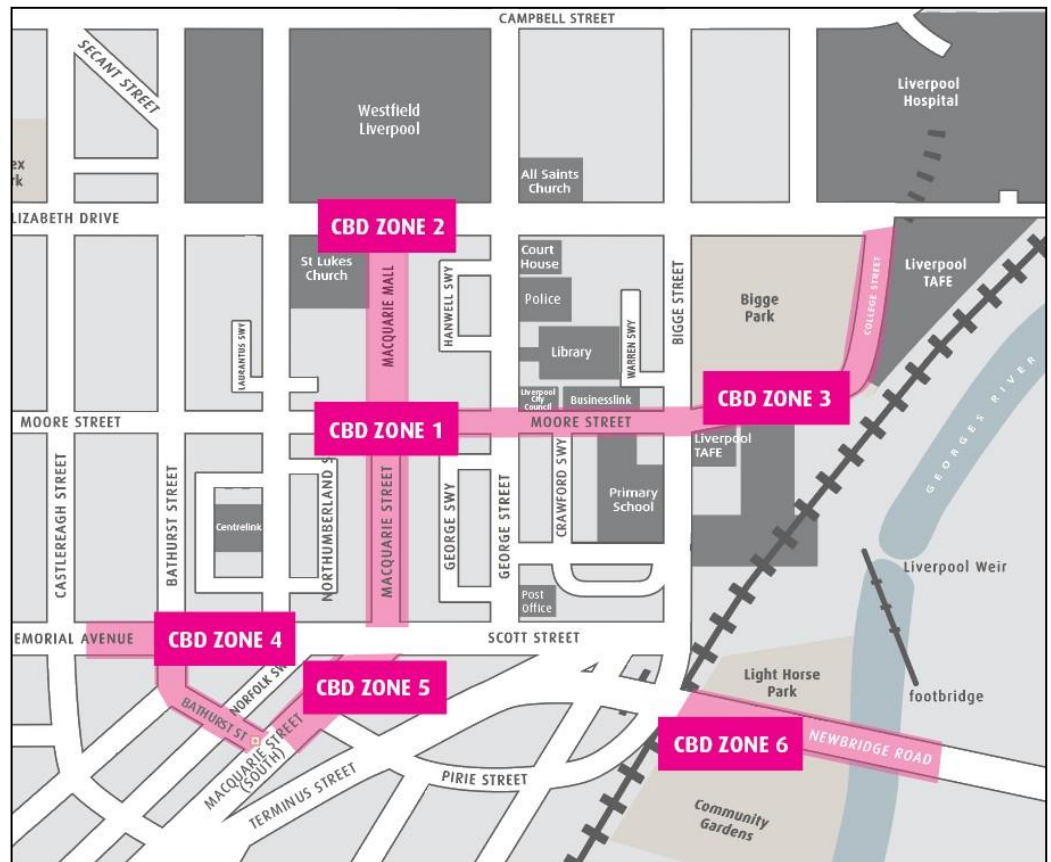 CAMPBELL STREET
SECANT STREET
Westfield
Liverpool
Liverpool
Hospital
ex
rk
All Saints
Church
LIZABETH DRIVE
CBD ZONE 2
St Lukes
Church
MACQUARIE MALL
HANWELL SWY
Court
House
Police
Library
WARREN SWY
BIGGE STREET
Bigge
Park
COLLEGE STREET
Liverpool
TAFE
LAURANTUS SWY
Liverpool
City
Council
Businesslink
CBD ZONE 3
MOORE STREET
CBD ZONE 1
MOORE STREET
GEORGES RIVER
CASTLEREAGH STREET
BATHURST STREET
Centrelink
NORTHUMBERLAND S
MACQUARIE STREET
GEORGE SWY
GEORGE STREET
CRAWFORD SWY
Primary
School
Liverpool
TAFE
Liverpool Weir
Post
Office
EMORIAL AVENUE
CBD ZONE 4
SCOTT STREET
NORFOLK SW
CBD ZONE 5
BATHURST ST
MACQUARIE STREET
(SOUTH)
TERMINUS STREET
PIRIE STREET
Light Horse
Park
footbridge
CBD ZONE 6
NEWBRIDGE ROAD
Community
Gardens